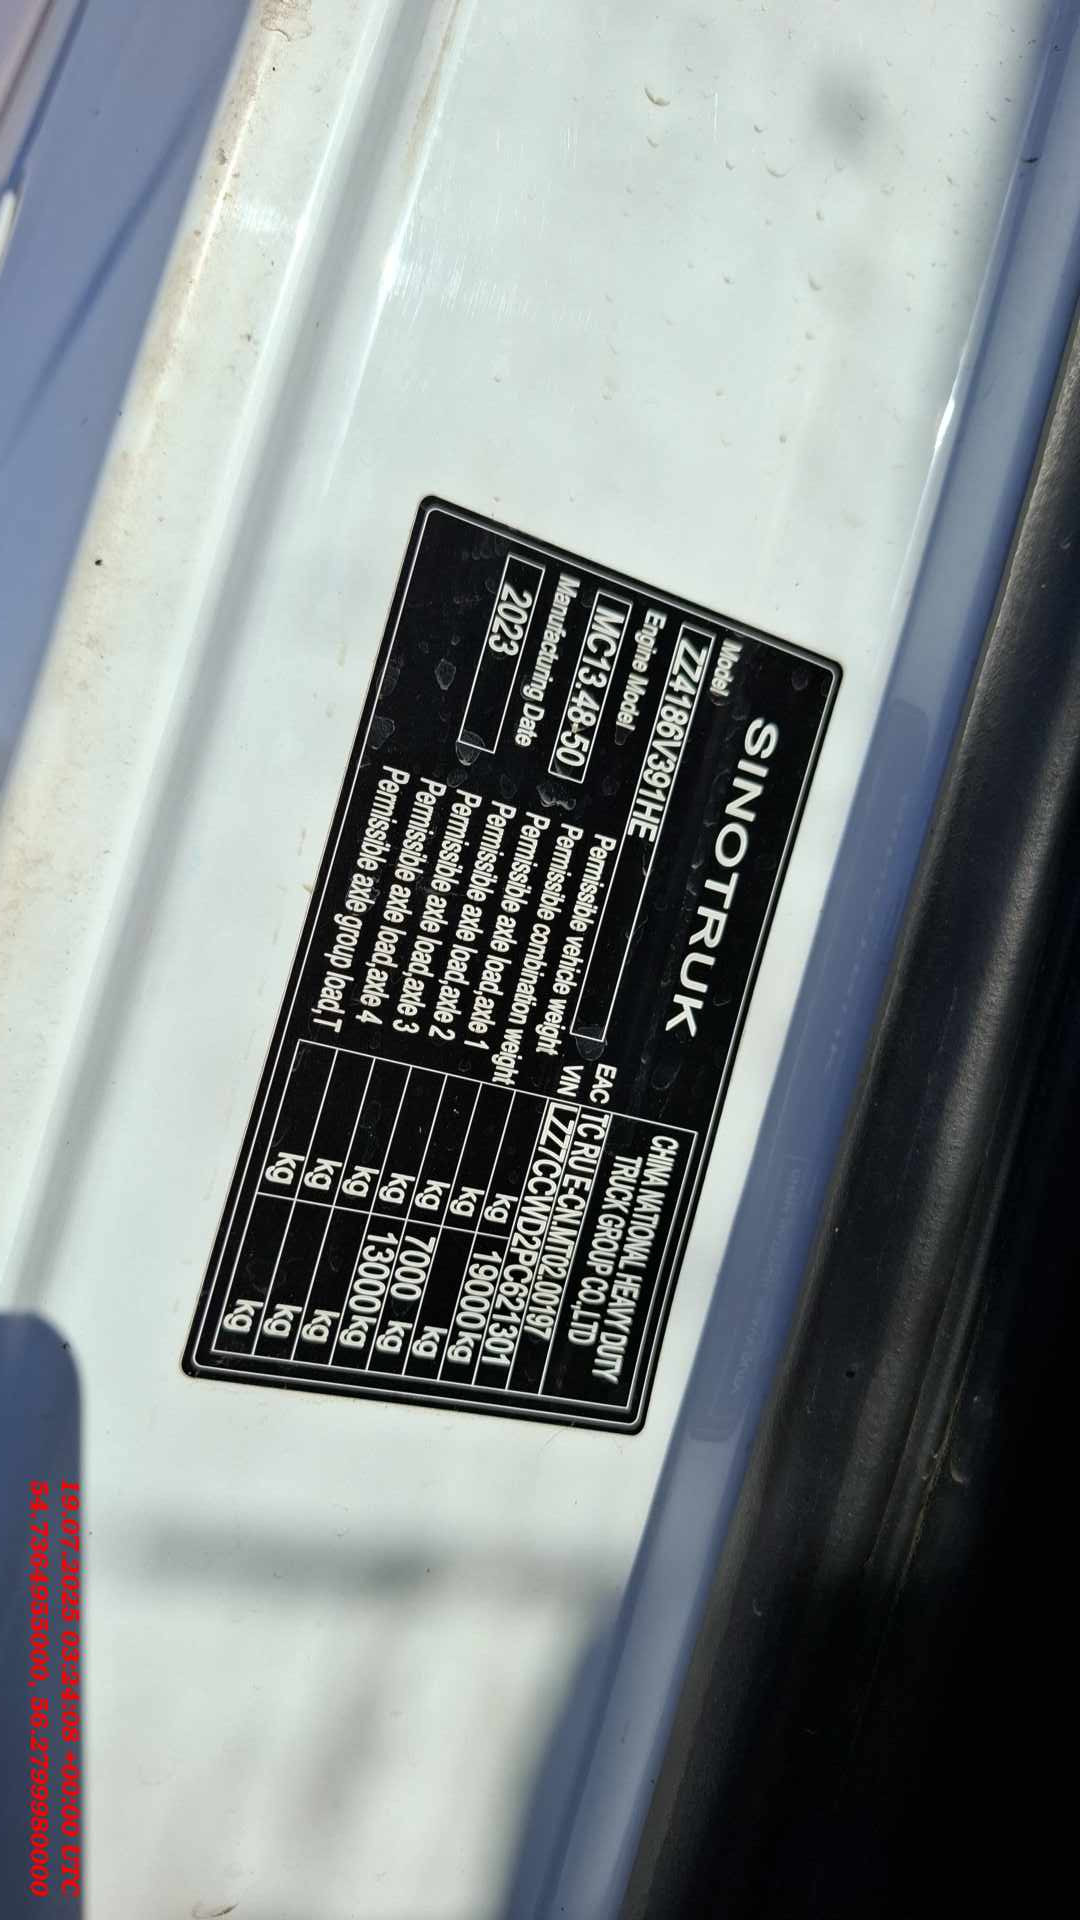 SINOTRUK
CHINA NATIONAL HEAVY DUTY
TRUCK GROUP CO.,LTD
Model
ZZ4186V391HE
EAC TC RU E-CN.MT02.00197
Engine Model
MC13.48-50
VIN LZZ7CCWD2PC621301
Manufacturing Date
2023
Permissible vehicle weight kg 19000kg
Permissible combination weight kg kg
Permissible axle load,axle 1 kg 7000 kg
Permissible axle load,axle 2 kg 13000kg
Permissible axle load,axle 3 kg kg
Permissible axle load,axle 4 kg kg
Permissible axle group load,T kg kg
19.07.2025 03:24:08 +00:00 UTC
54.7364955000, 56.2799980000